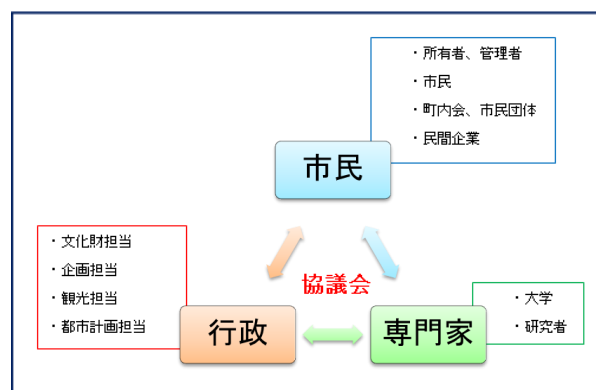 ・所有者、管理者
・市民
・町内会、市民団体
・民間企業
市民
・文化財担当
・企画担当
・観光担当
・都市計画担当
協議会
行政
専門家
・大学
・研究者